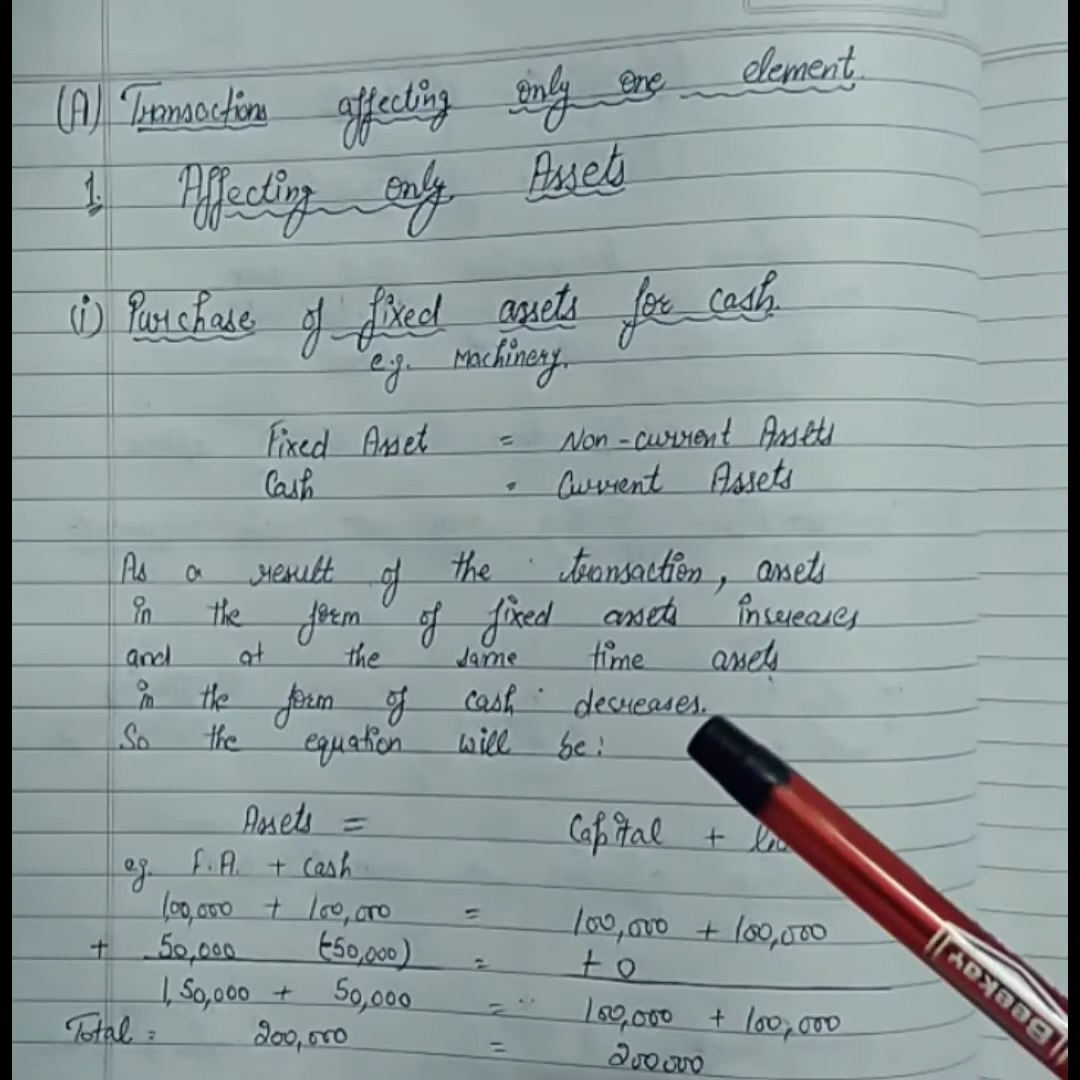 (A) Transactions affecting only one element.
1. Affecting only Assets
(i) Purchase of fixed assets for cash
e.g. Machinery.
Fixed Asset = Non-current Assets
Cash = Current Assets
As a result of the transaction, assets
in the form of fixed assets increases
and at the same time assets
in the form of cash decreases.
So the equation will be:
Assets = Capital +
eg. F.A. + cash
100,000 + 100,000 = 100,000 + 100,000
+ 50,000 (-50,000) = + 0
1,50,000 + 50,000 = 100,000 + 100,000
Total = 200,000 = 200000
Beekay